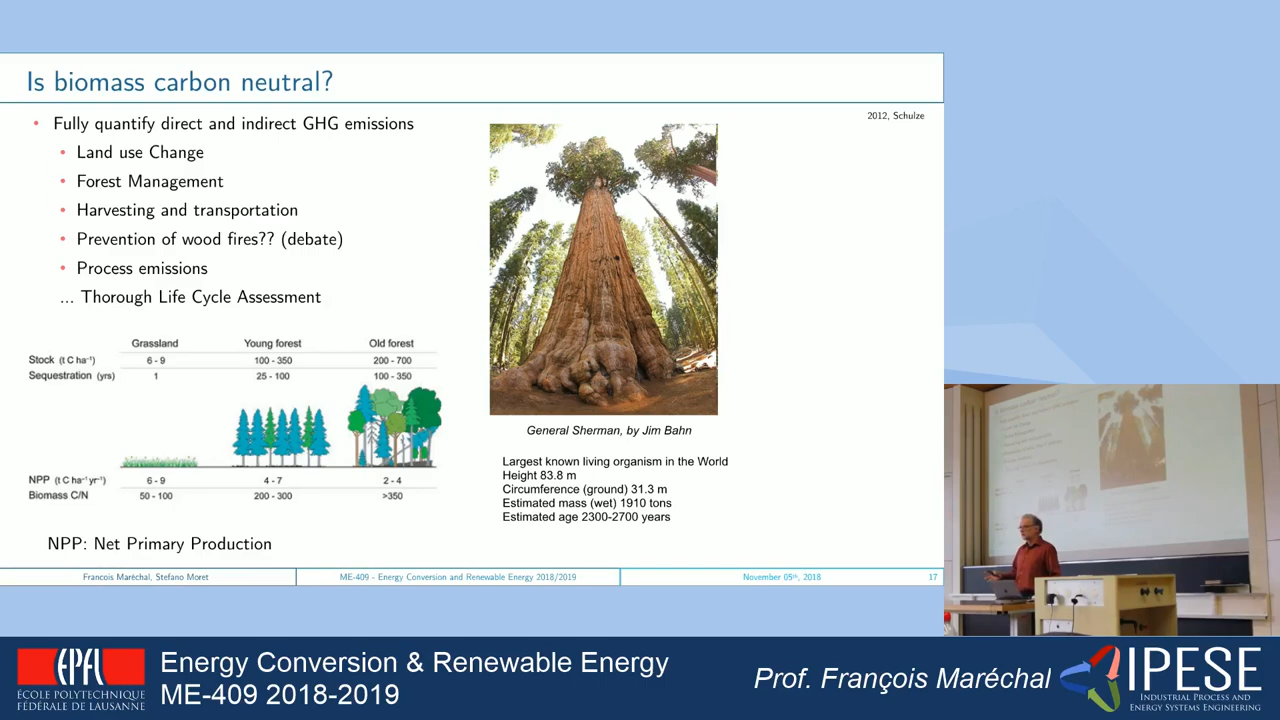 Is biomass carbon neutral?
2012, Schulze
• Fully quantify direct and indirect GHG emissions
• Land use Change
• Forest Management
• Harvesting and transportation
• Prevention of wood fires?? (debate)
• Process emissions
... Thorough Life Cycle Assessment
Grassland Young forest Old forest
Stock (t C ha⁻¹) 6 - 9 100 - 350 200 - 700
Sequestration (yrs) 1 25 - 100 100 - 350
NPP (t C ha⁻¹ yr⁻¹) 6 - 9 4 - 7 2 - 4
Biomass C/N 50 - 100 200 - 300 >350
NPP: Net Primary Production
General Sherman, by Jim Bahn
Largest known living organism in the World
Height 83.8 m
Circumference (ground) 31.3 m
Estimated mass (wet) 1910 tons
Estimated age 2300-2700 years
Francois Maréchal, Stefano Moret ME-409 - Energy Conversion and Renewable Energy 2018/2019 November 05th, 2018 17
EPFL
ÉCOLE POLYTECHNIQUE
FÉDÉRALE DE LAUSANNE
Energy Conversion & Renewable Energy
ME-409 2018-2019
Prof. François Maréchal
IPESE
Industrial Process and
Energy Systems Engineering